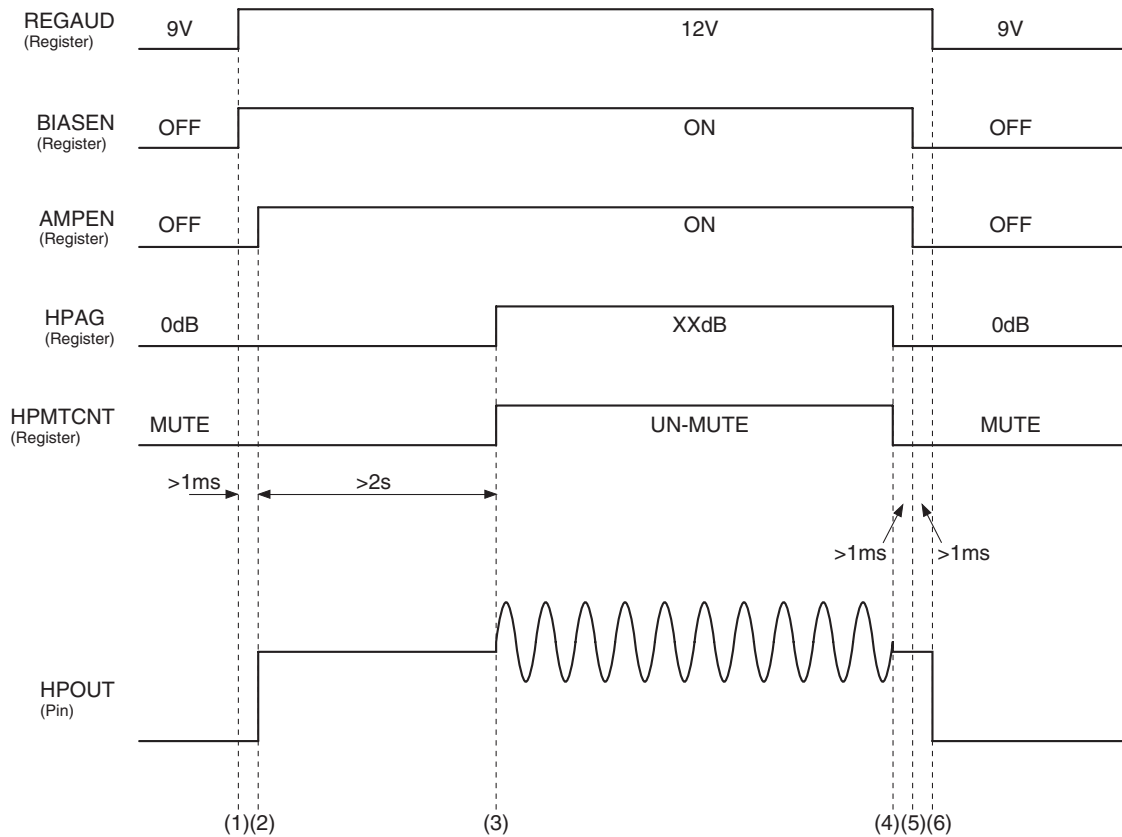 REGAUD
(Register)
9V
12V
9V
BIASEN
(Register)
OFF
ON
OFF
AMPEN
(Register)
OFF
ON
OFF
HPAG
(Register)
0dB
XXdB
0dB
HPMTCNT
(Register)
MUTE
UN-MUTE
MUTE
>1ms
>2s
>1ms
>1ms
HPOUT
(Pin)
(1)(2)
(3)
(4)(5)(6)